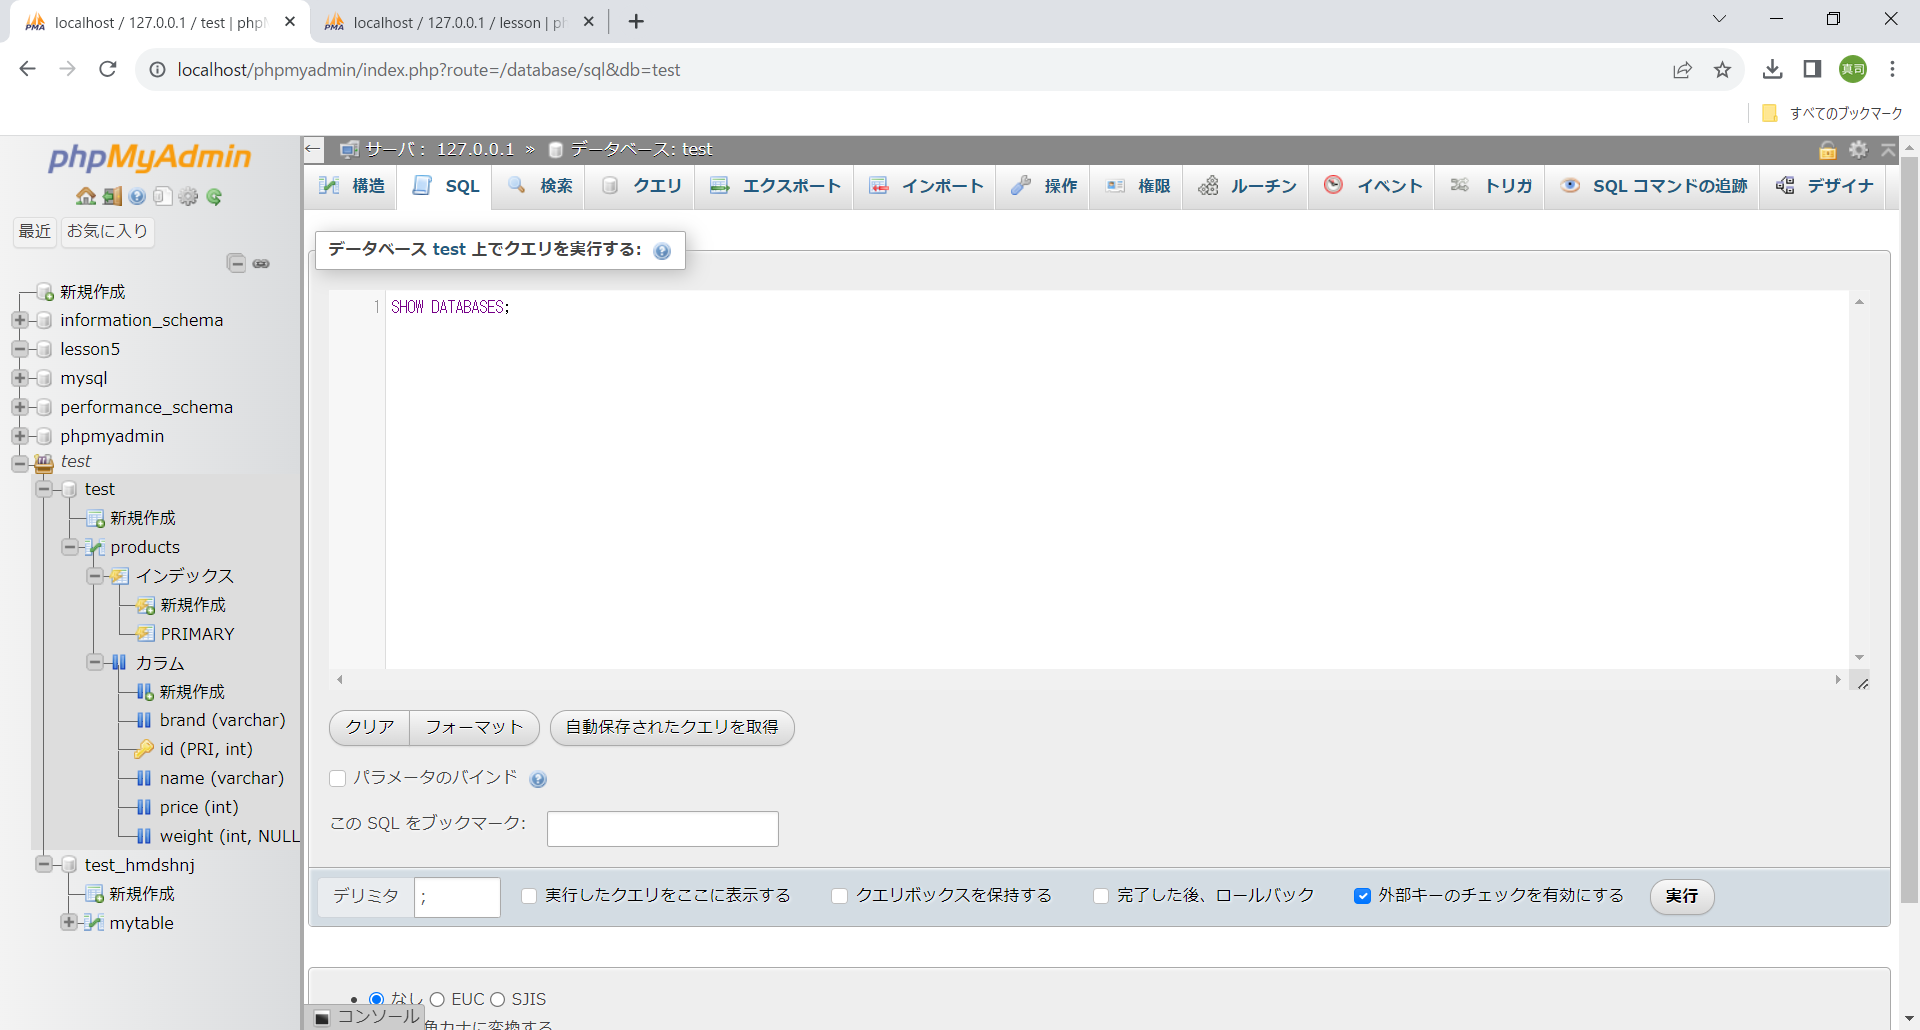 localhost / 127.0.0.1 / test | phpM
localhost / 127.0.0.1 / lesson | ph
localhost/phpmyadmin/index.php?route=/database/sql&db=test
真司
すべてのブックマーク
phpMyAdmin
最近 お気に入り
新規作成
information_schema
lesson5
mysql
performance_schema
phpmyadmin
test
test
新規作成
products
インデックス
新規作成
PRIMARY
カラム
新規作成
brand (varchar)
id (PRI, int)
name (varchar)
price (int)
weight (int, NULL
test_hmdshnj
新規作成
mytable
← サーバ: 127.0.0.1 » データベース: test
構造 SQL 検索 クエリ エクスポート インポート 操作 権限 ルーチン イベント トリガ SQL コマンドの追跡 デザイナ
データベース test 上でクエリを実行する:
1 SHOW DATABASES;
クリア フォーマット 自動保存されたクエリを取得
パラメータのバインド
この SQL をブックマーク:
デリミタ ; 実行したクエリをここに表示する クエリボックスを保持する 完了した後、ロールバック 外部キーのチェックを有効にする 実行
なし EUC SJIS
コンソール
角カナに変換する